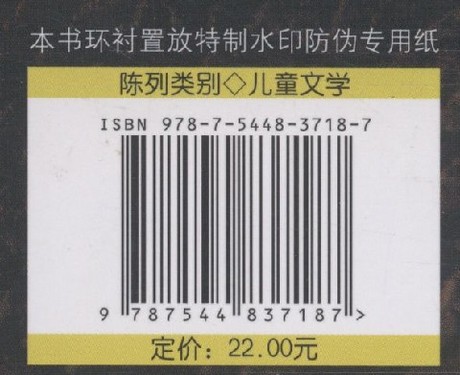 本书环衬置放特制水印防伪专用纸
陈列类别◇儿童文学
ISBN 978-7-5448-3718-7
9 787544 837187 >
定价：22.00元